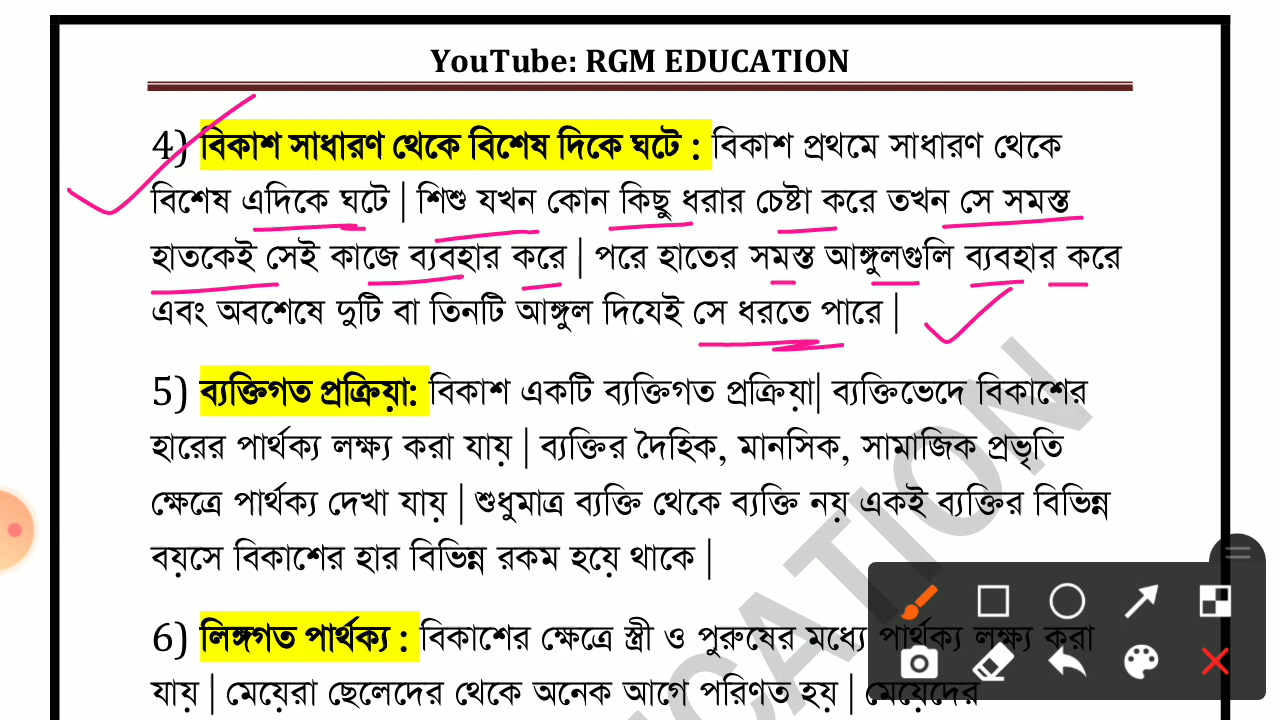 YouTube: RGM EDUCATION
4) বিকাশ সাধারণ থেকে বিশেষ দিকে ঘটে : বিকাশ প্রথমে সাধারণ থেকে
বিশেষ এদিকে ঘটে | শিশু যখন কোন কিছু ধরার চেষ্টা করে তখন সে সমস্ত
হাতকেই সেই কাজে ব্যবহার করে | পরে হাতের সমস্ত আঙ্গুলগুলি ব্যবহার করে
এবং অবশেষে দুটি বা তিনটি আঙ্গুল দিযেই সে ধরতে পারে |
5) ব্যক্তিগত প্রক্রিয়া: বিকাশ একটি ব্যক্তিগত প্রক্রিয়া| ব্যক্তিভেদে বিকাশের
হারের পার্থক্য লক্ষ্য করা যায় | ব্যক্তির দৈহিক, মানসিক, সামাজিক প্রভৃতি
ক্ষেত্রে পার্থক্য দেখা যায় | শুধুমাত্র ব্যক্তি থেকে ব্যক্তি নয় একই ব্যক্তির বিভিন্ন
বয়সে বিকাশের হার বিভিন্ন রকম হয়ে থাকে |
6) লিঙ্গগত পার্থক্য : বিকাশের ক্ষেত্রে স্ত্রী ও পুরুষের মধ্যে পার্থক্য লক্ষ্য করা
যায় | মেয়েরা ছেলেদের থেকে অনেক আগে পরিণত হয় | মেয়েদের